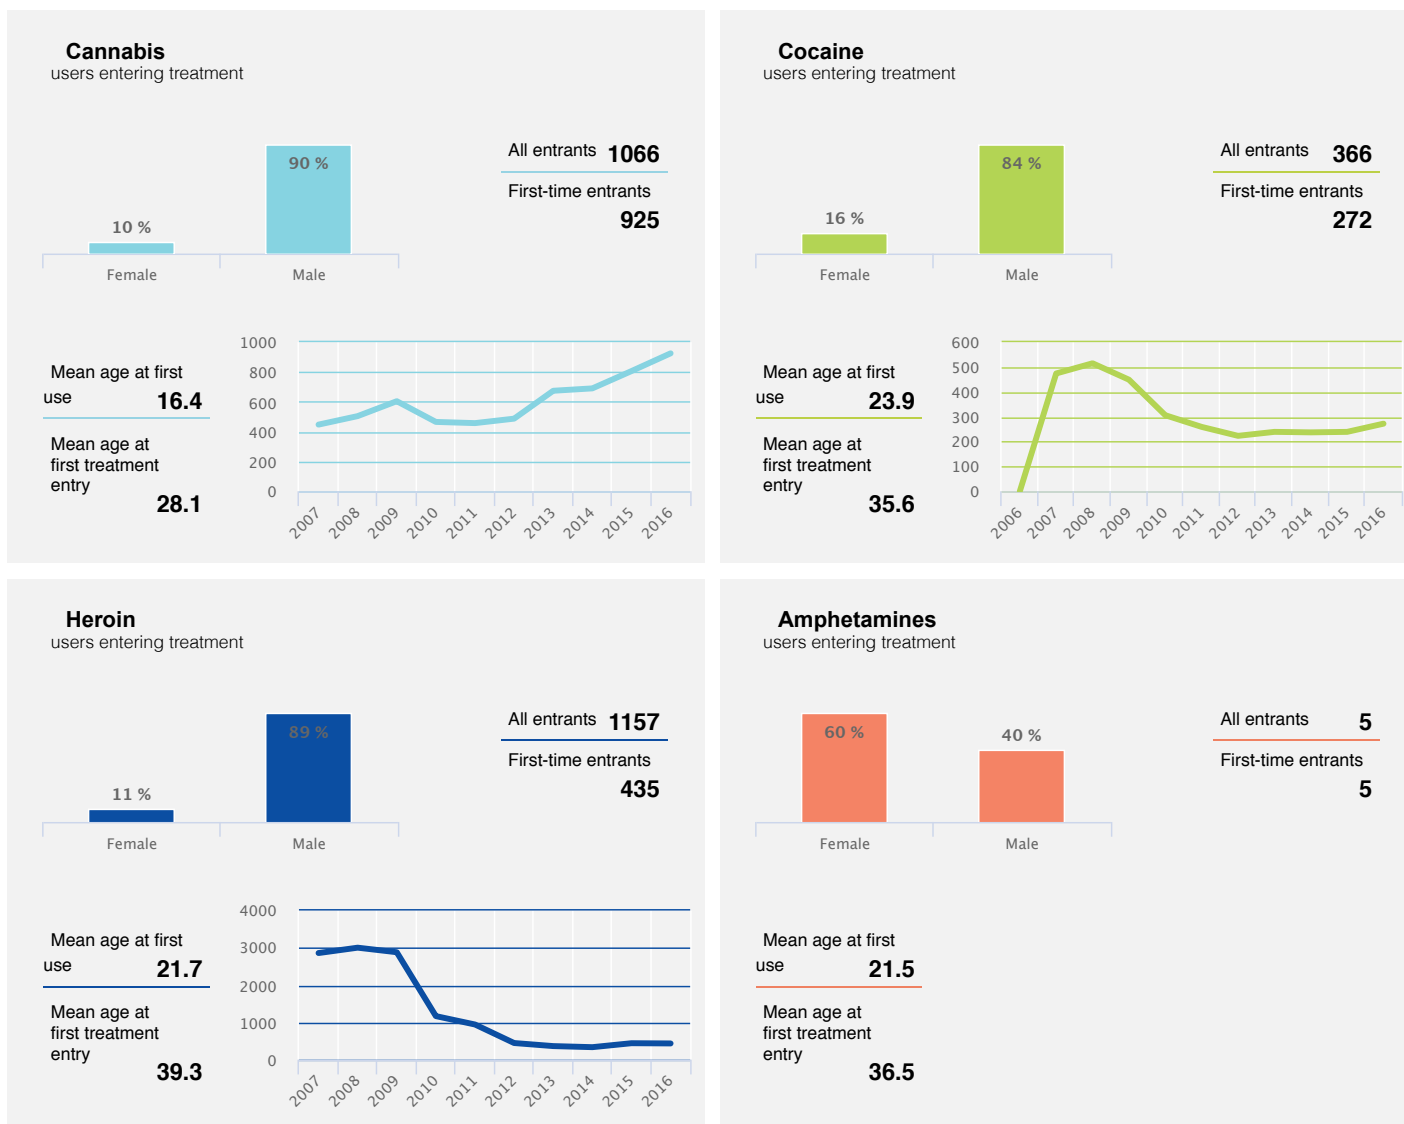 Cannabis
users entering treatment
90 %
10 %
Female
Male
All entrants 1066
First-time entrants
925
Mean age at first
use 16.4
Mean age at
first treatment
entry
28.1
1000
800
600
400
200
0
2007
2008
2009
2010
2011
2012
2013
2014
2015
2016
Cocaine
users entering treatment
84 %
16 %
Female
Male
All entrants 366
First-time entrants
272
Mean age at first
use 23.9
Mean age at
first treatment
entry
35.6
600
500
400
300
200
100
0
2006
2007
2008
2009
2010
2011
2012
2013
2014
2015
2016
Heroin
users entering treatment
89 %
11 %
Female
Male
All entrants 1157
First-time entrants
435
Mean age at first
use 21.7
Mean age at
first treatment
entry
39.3
4000
3000
2000
1000
0
2007
2008
2009
2010
2011
2012
2013
2014
2015
2016
Amphetamines
users entering treatment
60 %
40 %
Female
Male
All entrants 5
First-time entrants
5
Mean age at first
use 21.5
Mean age at
first treatment
entry
36.5